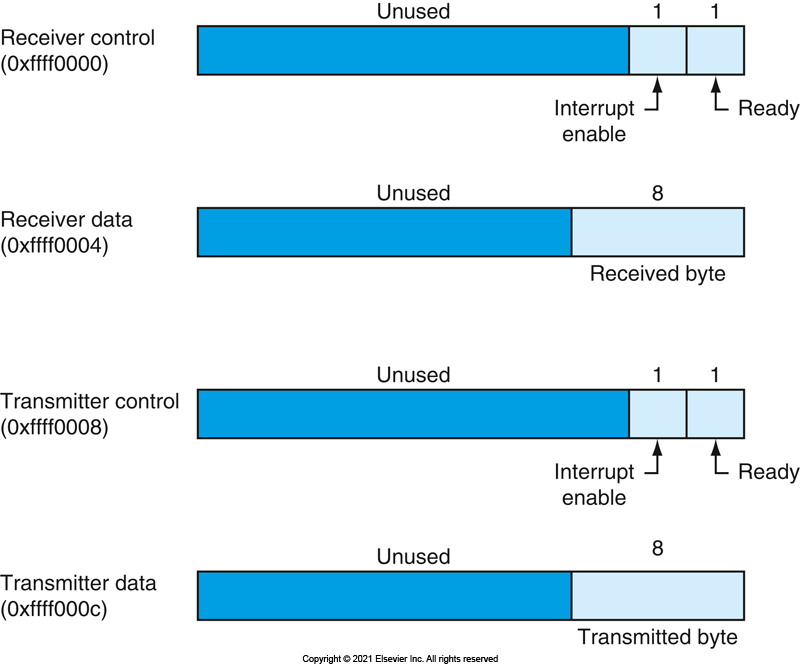 Unused 1 1
Receiver control
(0xffff0000)
Interrupt
enable
Ready
Unused 8
Receiver data
(0xffff0004)
Received byte
Unused 1 1
Transmitter control
(0xffff0008)
Interrupt
enable
Ready
Unused 8
Transmitter data
(0xffff000c)
Transmitted byte
Copyright © 2021 Elsevier Inc. All rights reserved